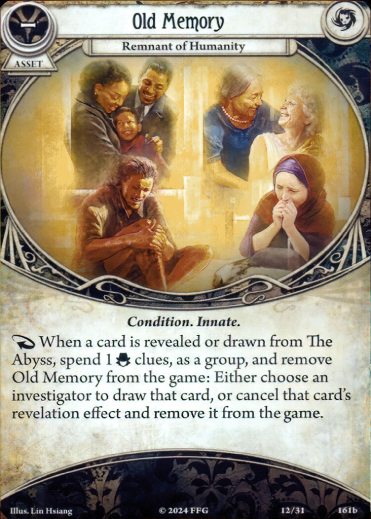 Old Memory
Remnant of Humanity
ASSET
Condition. Innate.
When a card is revealed or drawn from The
Abyss, spend 1 clues, as a group, and remove
Old Memory from the game: Either choose an
investigator to draw that card, or cancel that card's
revelation effect and remove it from the game.
Illus. Lin Hsiang © 2024 FFG 12/31 161b